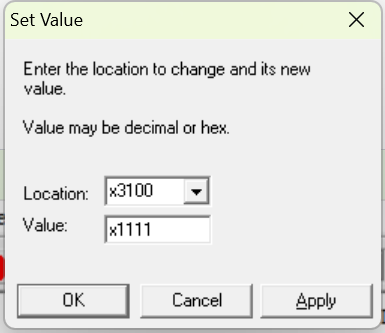 Set Value
Enter the location to change and its new
value.
Value may be decimal or hex.
Location: x3100
Value: x1111
OK Cancel Apply